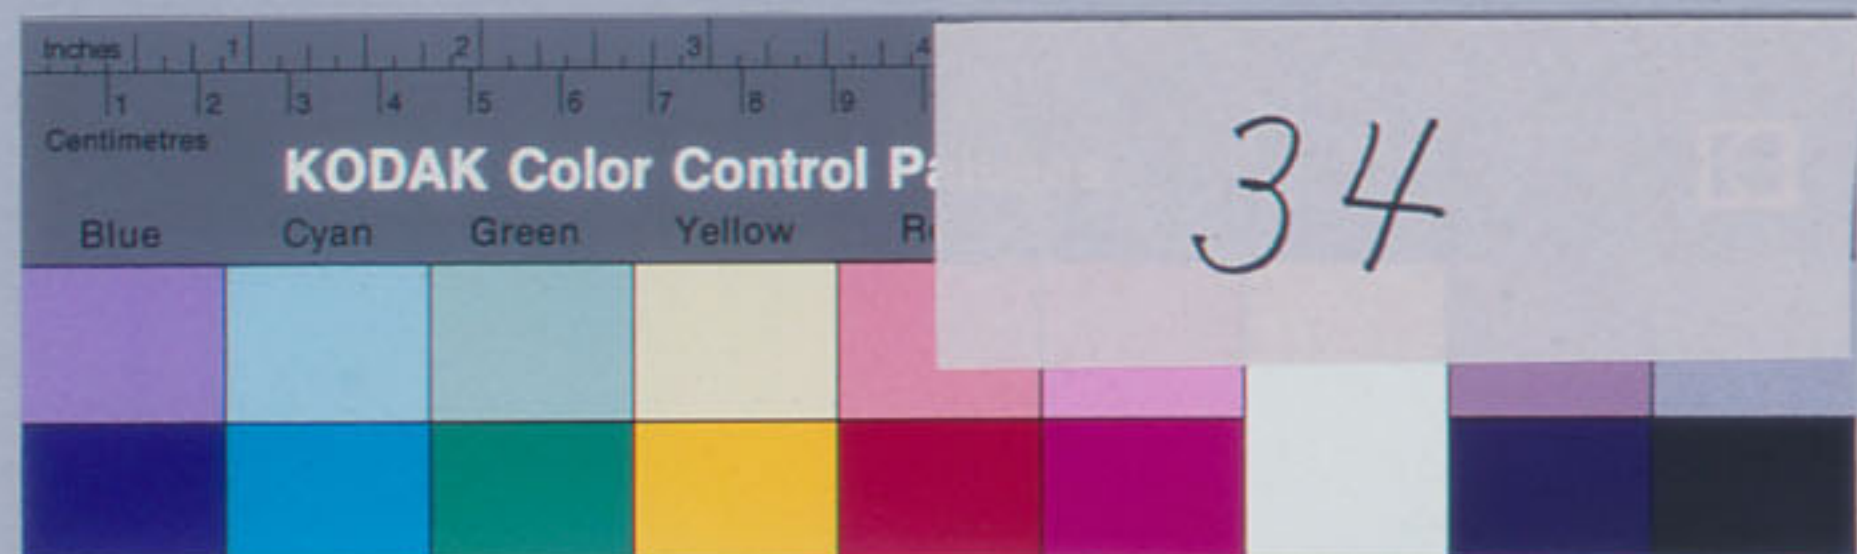 Inches 1 2 3 4
1 2 3 4 5 6 7 8 9
Centimetres
KODAK Color Control Pa
34
Blue Cyan Green Yellow Re